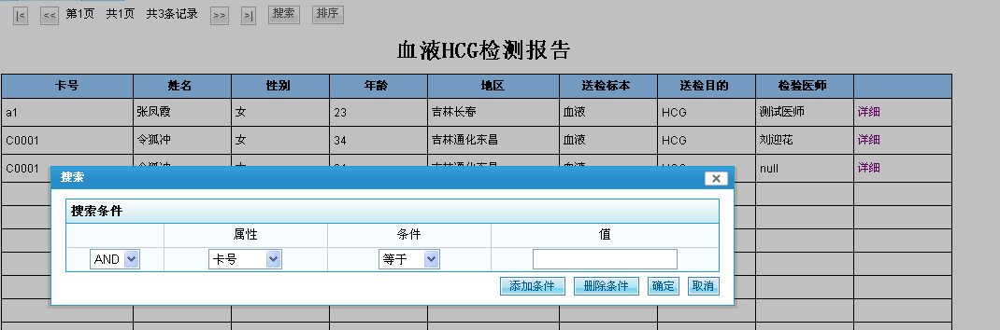 |< << 第1页 共1页 共3条记录 >> >| 搜索 排序
血液HCG检测报告
卡号 姓名 性别 年龄 地区 送检标本 送检目的 检验医师
a1 张凤霞 女 23 吉林长春 血液 HCG 测试医师 详细
C0001 令狐冲 女 34 吉林通化东昌 血液 HCG 刘迎花 详细
C0001 null 详细
搜索
搜索条件
属性 条件 值
AND 卡号 等于
添加条件 删除条件 确定 取消